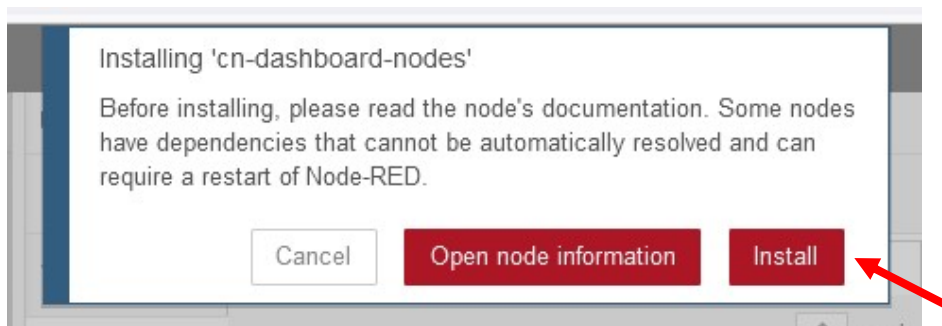 Installing 'cn-dashboard-nodes'
Before installing, please read the node's documentation. Some nodes
have dependencies that cannot be automatically resolved and can
require a restart of Node-RED.
Cancel
Open node information
Install